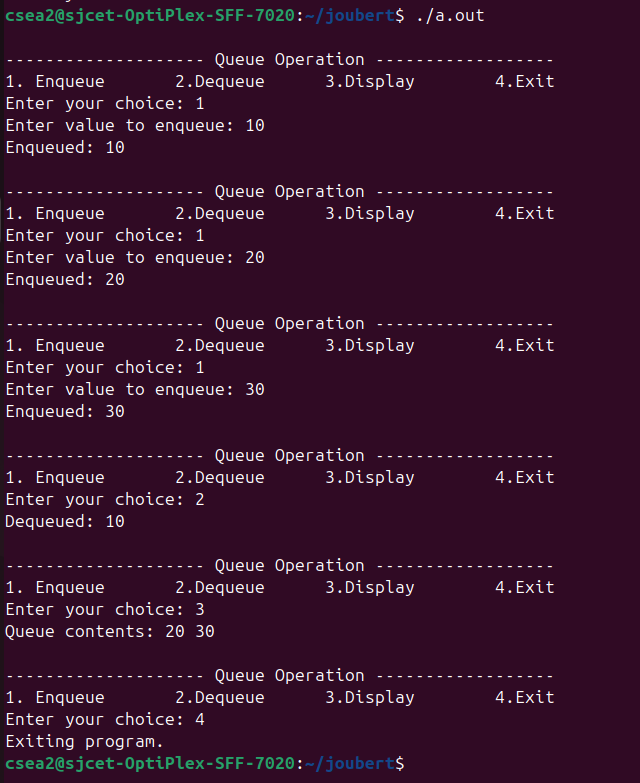 csea2@sjcet-OptiPlex-SFF-7020:~/joubert$ ./a.out
-------------------- Queue Operation ------------------
1. Enqueue       2.Dequeue      3.Display        4.Exit
Enter your choice: 1
Enter value to enqueue: 10
Enqueued: 10
-------------------- Queue Operation ------------------
1. Enqueue       2.Dequeue      3.Display        4.Exit
Enter your choice: 1
Enter value to enqueue: 20
Enqueued: 20
-------------------- Queue Operation ------------------
1. Enqueue       2.Dequeue      3.Display        4.Exit
Enter your choice: 1
Enter value to enqueue: 30
Enqueued: 30
-------------------- Queue Operation ------------------
1. Enqueue       2.Dequeue      3.Display        4.Exit
Enter your choice: 2
Dequeued: 10
-------------------- Queue Operation ------------------
1. Enqueue       2.Dequeue      3.Display        4.Exit
Enter your choice: 3
Queue contents: 20 30
-------------------- Queue Operation ------------------
1. Enqueue       2.Dequeue      3.Display        4.Exit
Enter your choice: 4
Exiting program.
csea2@sjcet-OptiPlex-SFF-7020:~/joubert$